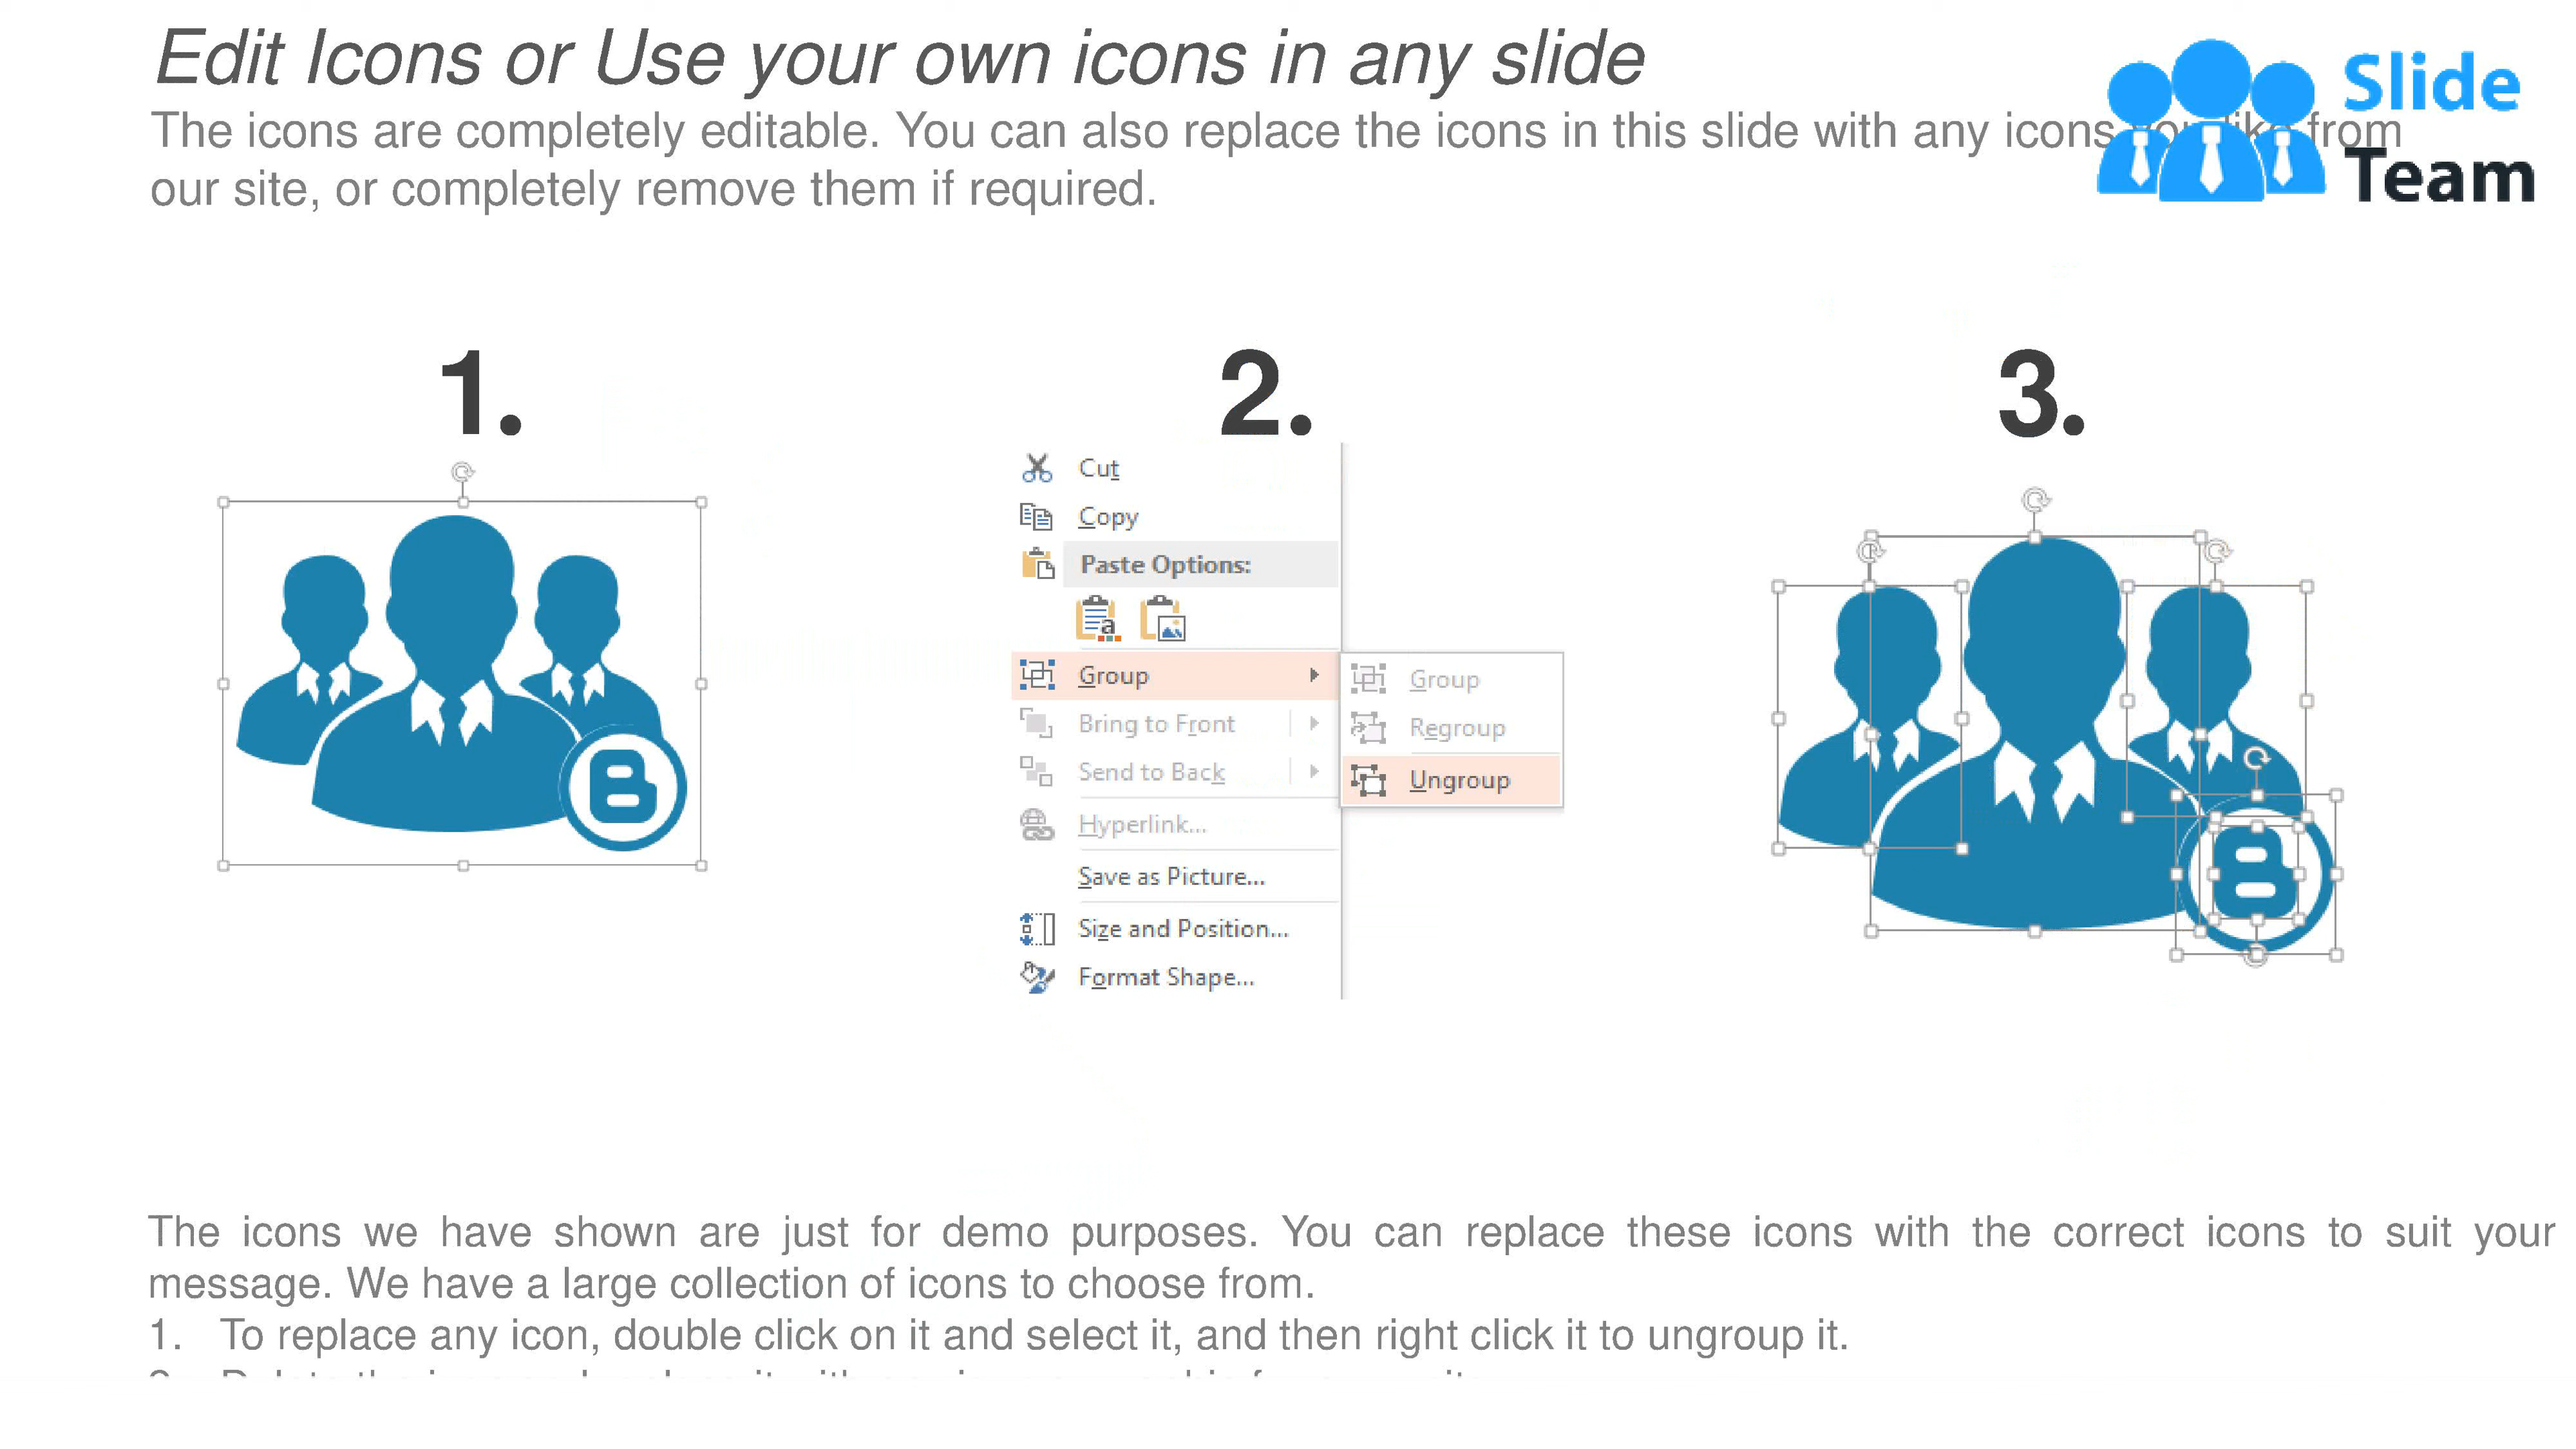 Edit Icons or Use your own icons in any slide
The icons are completely editable. You can also replace the icons in this slide with any icons from
our site, or completely remove them if required.
Slide
Team
1.
2.
3.
Cut
Copy
Paste Options:
Group
Bring to Front
Send to Back
Hyperlink...
Save as Picture...
Size and Position...
Format Shape...
Group
Regroup
Ungroup
The icons we have shown are just for demo purposes. You can replace these icons with the correct icons to suit your
message. We have a large collection of icons to choose from.
1. To replace any icon, double click on it and select it, and then right click it to ungroup it.